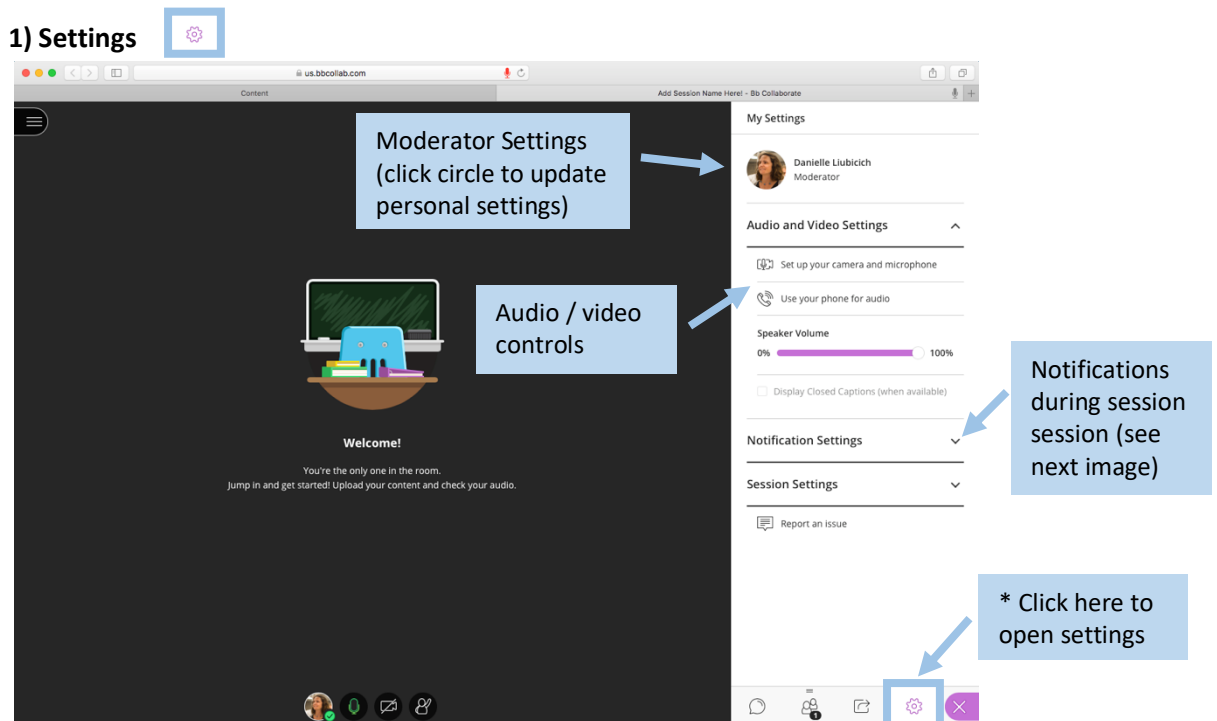 1) Settings
us.bbcollab.com
Content
Add Session Name Here! - Bb Collaborate
My Settings
Moderator Settings
(click circle to update
personal settings)
Danielle Liubicich
Moderator
Audio and Video Settings
Set up your camera and microphone
Audio / video
controls
Use your phone for audio
Speaker Volume
0%
100%
Display Closed Captions (when available)
Notifications
during session
session (see
next image)
Notification Settings
Welcome!
You're the only one in the room.
Jump in and get started! Upload your content and check your audio.
Session Settings
Report an issue
* Click here to
open settings
1